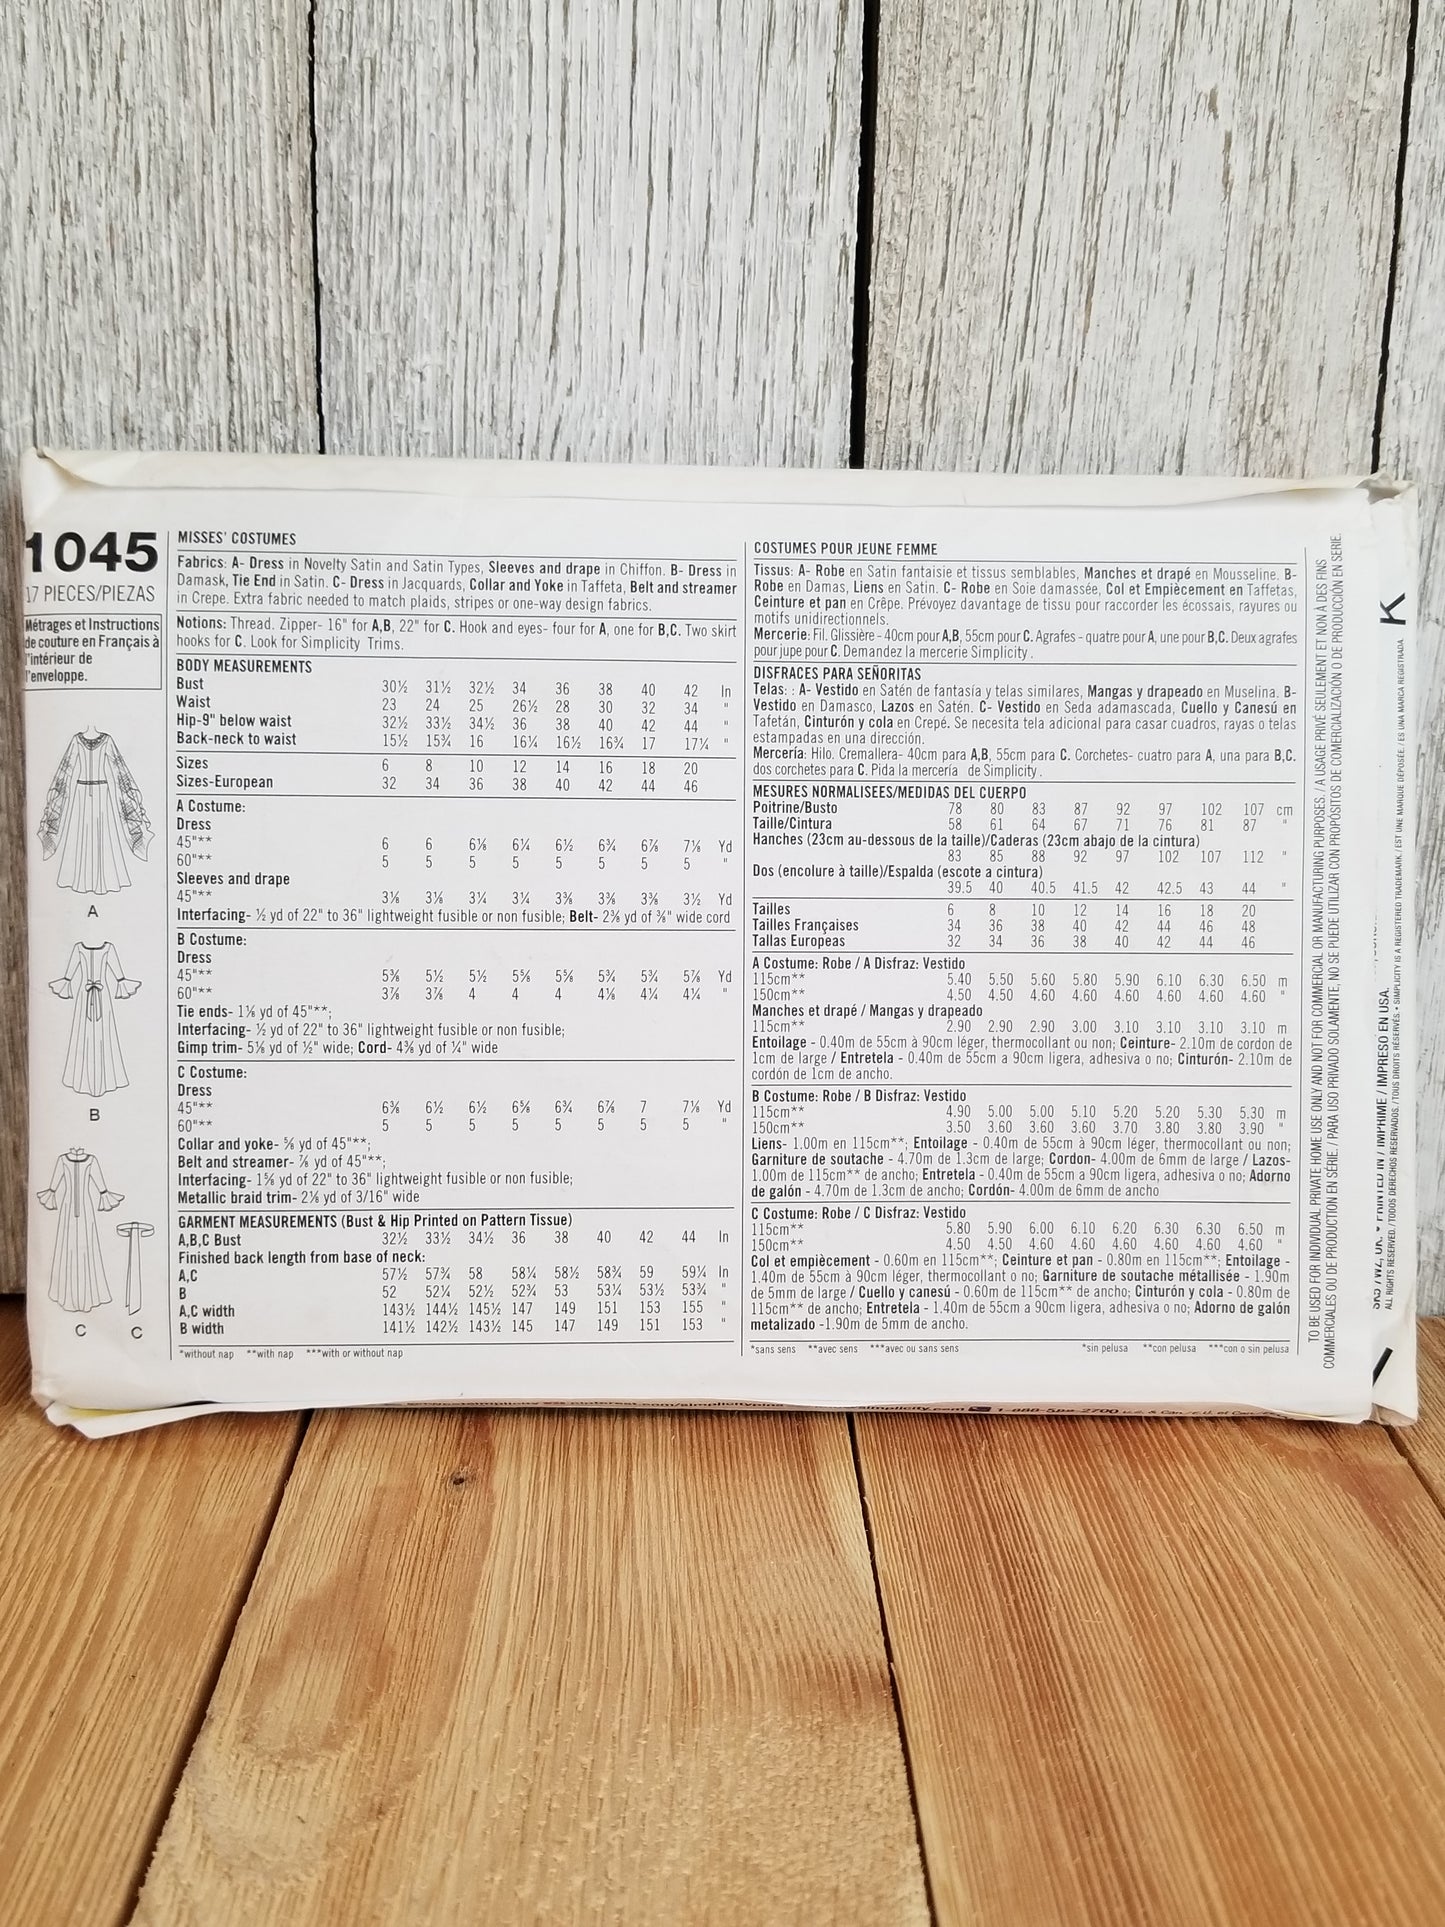 1045
17 PIECES/PIEZAS
Métrages et Instructions
de couture en Français à
l'intérieur de
l'enveloppe.
A
B
C
C
MISSES' COSTUMES
Fabrics: A- Dress in Novelty Satin and Satin Types, Sleeves and drape in Chiffon. B- Dress in
Damask, Tie End in Satin. C- Dress in Jacquards, Collar and Yoke in Taffeta, Belt and streamer
in Crepe. Extra fabric needed to match plaids, stripes or one-way design fabrics.
Notions: Thread. Zipper- 16" for A,B, 22" for C. Hook and eyes- four for A, one for B,C. Two skirt
hooks for C. Look for Simplicity Trims.
BODY MEASUREMENTS
Bust 30½ 31½ 32½ 34 36 38 40 42 In
Waist 23 24 25 26½ 28 30 32 34 "
Hip-9" below waist 32½ 33½ 34½ 36 38 40 42 44 "
Back-neck to waist 15½ 15¾ 16 16¼ 16½ 16¾ 17 17¼ "
Sizes 6 8 10 12 14 16 18 20
Sizes-European 32 34 36 38 40 42 44 46
A Costume:
Dress
45"** 6 6 6⅛ 6¼ 6½ 6¾ 6⅞ 7⅛ Yd
60"** 5 5 5 5 5 5 5 5 "
Sleeves and drape
45"** 3⅛ 3⅛ 3¼ 3¼ 3⅜ 3⅜ 3⅜ 3½ Yd
Interfacing- ½ yd of 22" to 36" lightweight fusible or non fusible; Belt- 2⅜ yd of ⅜" wide cord
B Costume:
Dress
45"** 5⅜ 5½ 5½ 5⅝ 5⅝ 5¾ 5¾ 5⅞ Yd
60"** 3⅞ 3⅞ 4 4 4 4⅛ 4¼ 4¼ "
Tie ends- 1⅛ yd of 45"**;
Interfacing- ½ yd of 22" to 36" lightweight fusible or non fusible;
Gimp trim- 5⅛ yd of ½" wide; Cord- 4⅜ yd of ¼" wide
C Costume:
Dress
45"** 6⅜ 6½ 6½ 6⅝ 6¾ 6⅞ 7 7⅛ Yd
60"** 5 5 5 5 5 5 5 5 "
Collar and yoke- ⅝ yd of 45"**;
Belt and streamer- ⅞ yd of 45"**;
Interfacing- 1⅝ yd of 22" to 36" lightweight fusible or non fusible;
Metallic braid trim- 2⅛ yd of 3/16" wide
GARMENT MEASUREMENTS (Bust & Hip Printed on Pattern Tissue)
A,B,C Bust 32½ 33½ 34½ 36 38 40 42 44 In
Finished back length from base of neck:
A,C 57½ 57¾ 58 58¼ 58½ 58¾ 59 59¼ In
B 52 52¼ 52½ 52¾ 53 53¼ 53½ 53¾ "
A,C width 143½ 144½ 145½ 147 149 151 153 155 "
B width 141½ 142½ 143½ 145 147 149 151 153 "
*without nap **with nap ***with or without nap
COSTUMES POUR JEUNE FEMME
Tissus: A- Robe en Satin fantaisie et tissus semblables, Manches et drapé en Mousseline. B-
Robe en Damas, Liens en Satin. C- Robe en Soie damassée, Col et Empiècement en Taffetas,
Ceinture et pan en Crêpe. Prévoyez davantage de tissu pour raccorder les écossais, rayures ou
motifs unidirectionnels.
Mercerie: Fil. Glissière - 40cm pour A,B, 55cm pour C. Agrafes - quatre pour A, une pour B,C. Deux agrafes
pour jupe pour C. Demandez la mercerie Simplicity .
DISFRACES PARA SEÑORITAS
Telas: : A- Vestido en Satén de fantasía y telas similares, Mangas y drapeado en Muselina. B-
Vestido en Damasco, Lazos en Satén. C- Vestido en Seda adamascada, Cuello y Canesú en
Tafetán, Cinturón y cola en Crepé. Se necesita tela adicional para casar cuadros, rayas o telas
estampadas en una dirección.
Mercería: Hilo. Cremallera- 40cm para A,B, 55cm para C. Corchetes- cuatro para A, una para B,C.
dos corchetes para C. Pida la mercería de Simplicity .
MESURES NORMALISEES/MEDIDAS DEL CUERPO
Poitrine/Busto 78 80 83 87 92 97 102 107 cm
Taille/Cintura 58 61 64 67 71 76 81 87 "
Hanches (23cm au-dessous de la taille)/Caderas (23cm abajo de la cintura)
83 85 88 92 97 102 107 112 "
Dos (encolure à taille)/Espalda (escote a cintura)
39.5 40 40.5 41.5 42 42.5 43 44 "
Tailles 6 8 10 12 14 16 18 20
Tailles Françaises 34 36 38 40 42 44 46 48
Tallas Europeas 32 34 36 38 40 42 44 46
A Costume: Robe / A Disfraz: Vestido
115cm** 5.40 5.50 5.60 5.80 5.90 6.10 6.30 6.50 m
150cm** 4.50 4.50 4.60 4.60 4.60 4.60 4.60 4.60 "
Manches et drapé / Mangas y drapeado
115cm** 2.90 2.90 2.90 3.00 3.10 3.10 3.10 3.10 m
Entoilage - 0.40m de 55cm à 90cm léger, thermocollant ou non; Ceinture- 2.10m de cordon de
1cm de large / Entretela - 0.40m de 55cm a 90cm ligera, adhesiva o no; Cinturón- 2.10m de
cordón de 1cm de ancho.
B Costume: Robe / B Disfraz: Vestido
115cm** 4.90 5.00 5.00 5.10 5.20 5.20 5.30 5.30 m
150cm** 3.50 3.60 3.60 3.60 3.70 3.80 3.80 3.90 "
Liens- 1.00m en 115cm**; Entoilage - 0.40m de 55cm à 90cm léger, thermocollant ou non;
Garniture de soutache - 4.70m de 1.3cm de large; Cordon- 4.00m de 6mm de large / Lazos-
1.00m de 115cm** de ancho; Entretela - 0.40m de 55cm a 90cm ligera, adhesiva o no; Adorno
de galón - 4.70m de 1.3cm de ancho; Cordón- 4.00m de 6mm de ancho
C Costume: Robe / C Disfraz: Vestido
115cm** 5.80 5.90 6.00 6.10 6.20 6.30 6.30 6.50 m
150cm** 4.50 4.50 4.60 4.60 4.60 4.60 4.60 4.60 "
Col et empiècement - 0.60m en 115cm**; Ceinture et pan - 0.80m en 115cm**; Entoilage -
1.40m de 55cm à 90cm léger, thermocollant o no; Garniture de soutache métallisée - 1.90m
de 5mm de large / Cuello y canesú - 0.60m de 115cm** de ancho; Cinturón y cola - 0.80m de
115cm** de ancho; Entretela - 1.40m de 55cm a 90cm ligera, adhesiva o no; Adorno de galón
metalizado -1.90m de 5mm de ancho.
*sans sens **avec sens ***avec ou sans sens *sin pelusa **con pelusa ***con o sin pelusa
TO BE USED FOR INDIVIDUAL PRIVATE HOME USE ONLY AND NOT FOR COMMERCIAL OR MANUFACTURING PURPOSES. / A USAGE PRIVÉ SEULEMENT ET NON À DES FINS
COMMERCIALES OU DE PRODUCTION EN SÉRIE. / PARA USO PRIVADO SOLAMENTE, NO SE PUEDE UTILIZAR CON PROPÓSITOS DE COMERCIALIZACIÓN O DE PRODUCCIÓN EN SERIE.
K
PRINTED IN / IMPRIMÉ / IMPRESO EN USA.
ALL RIGHTS RESERVED. /TODOS DERECHOS RESERVADOS. / TOUS DROITS RÉSERVÉS. • SIMPLICITY IS A REGISTERED TRADEMARK./ EST UNE MARQUE DÉPOSÉE. / ES UNA MARCA REGISTRADA
1-888-588-2700